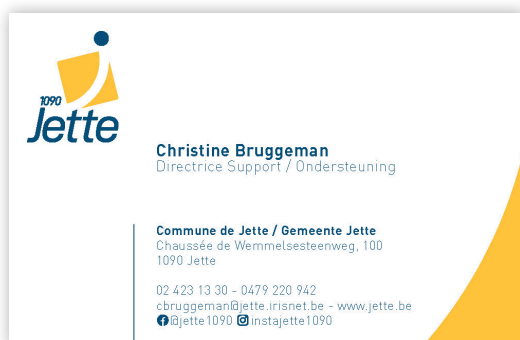 1090
Jette
Christine Bruggeman
Directrice Support / Ondersteuning
Commune de Jette / Gemeente Jette
Chaussée de Wemmelsesteenweg, 100
1090 Jette
02 423 13 30 - 0479 220 942
cbruggeman@jette.irisnet.be - www.jette.be
@jette1090 instajette1090